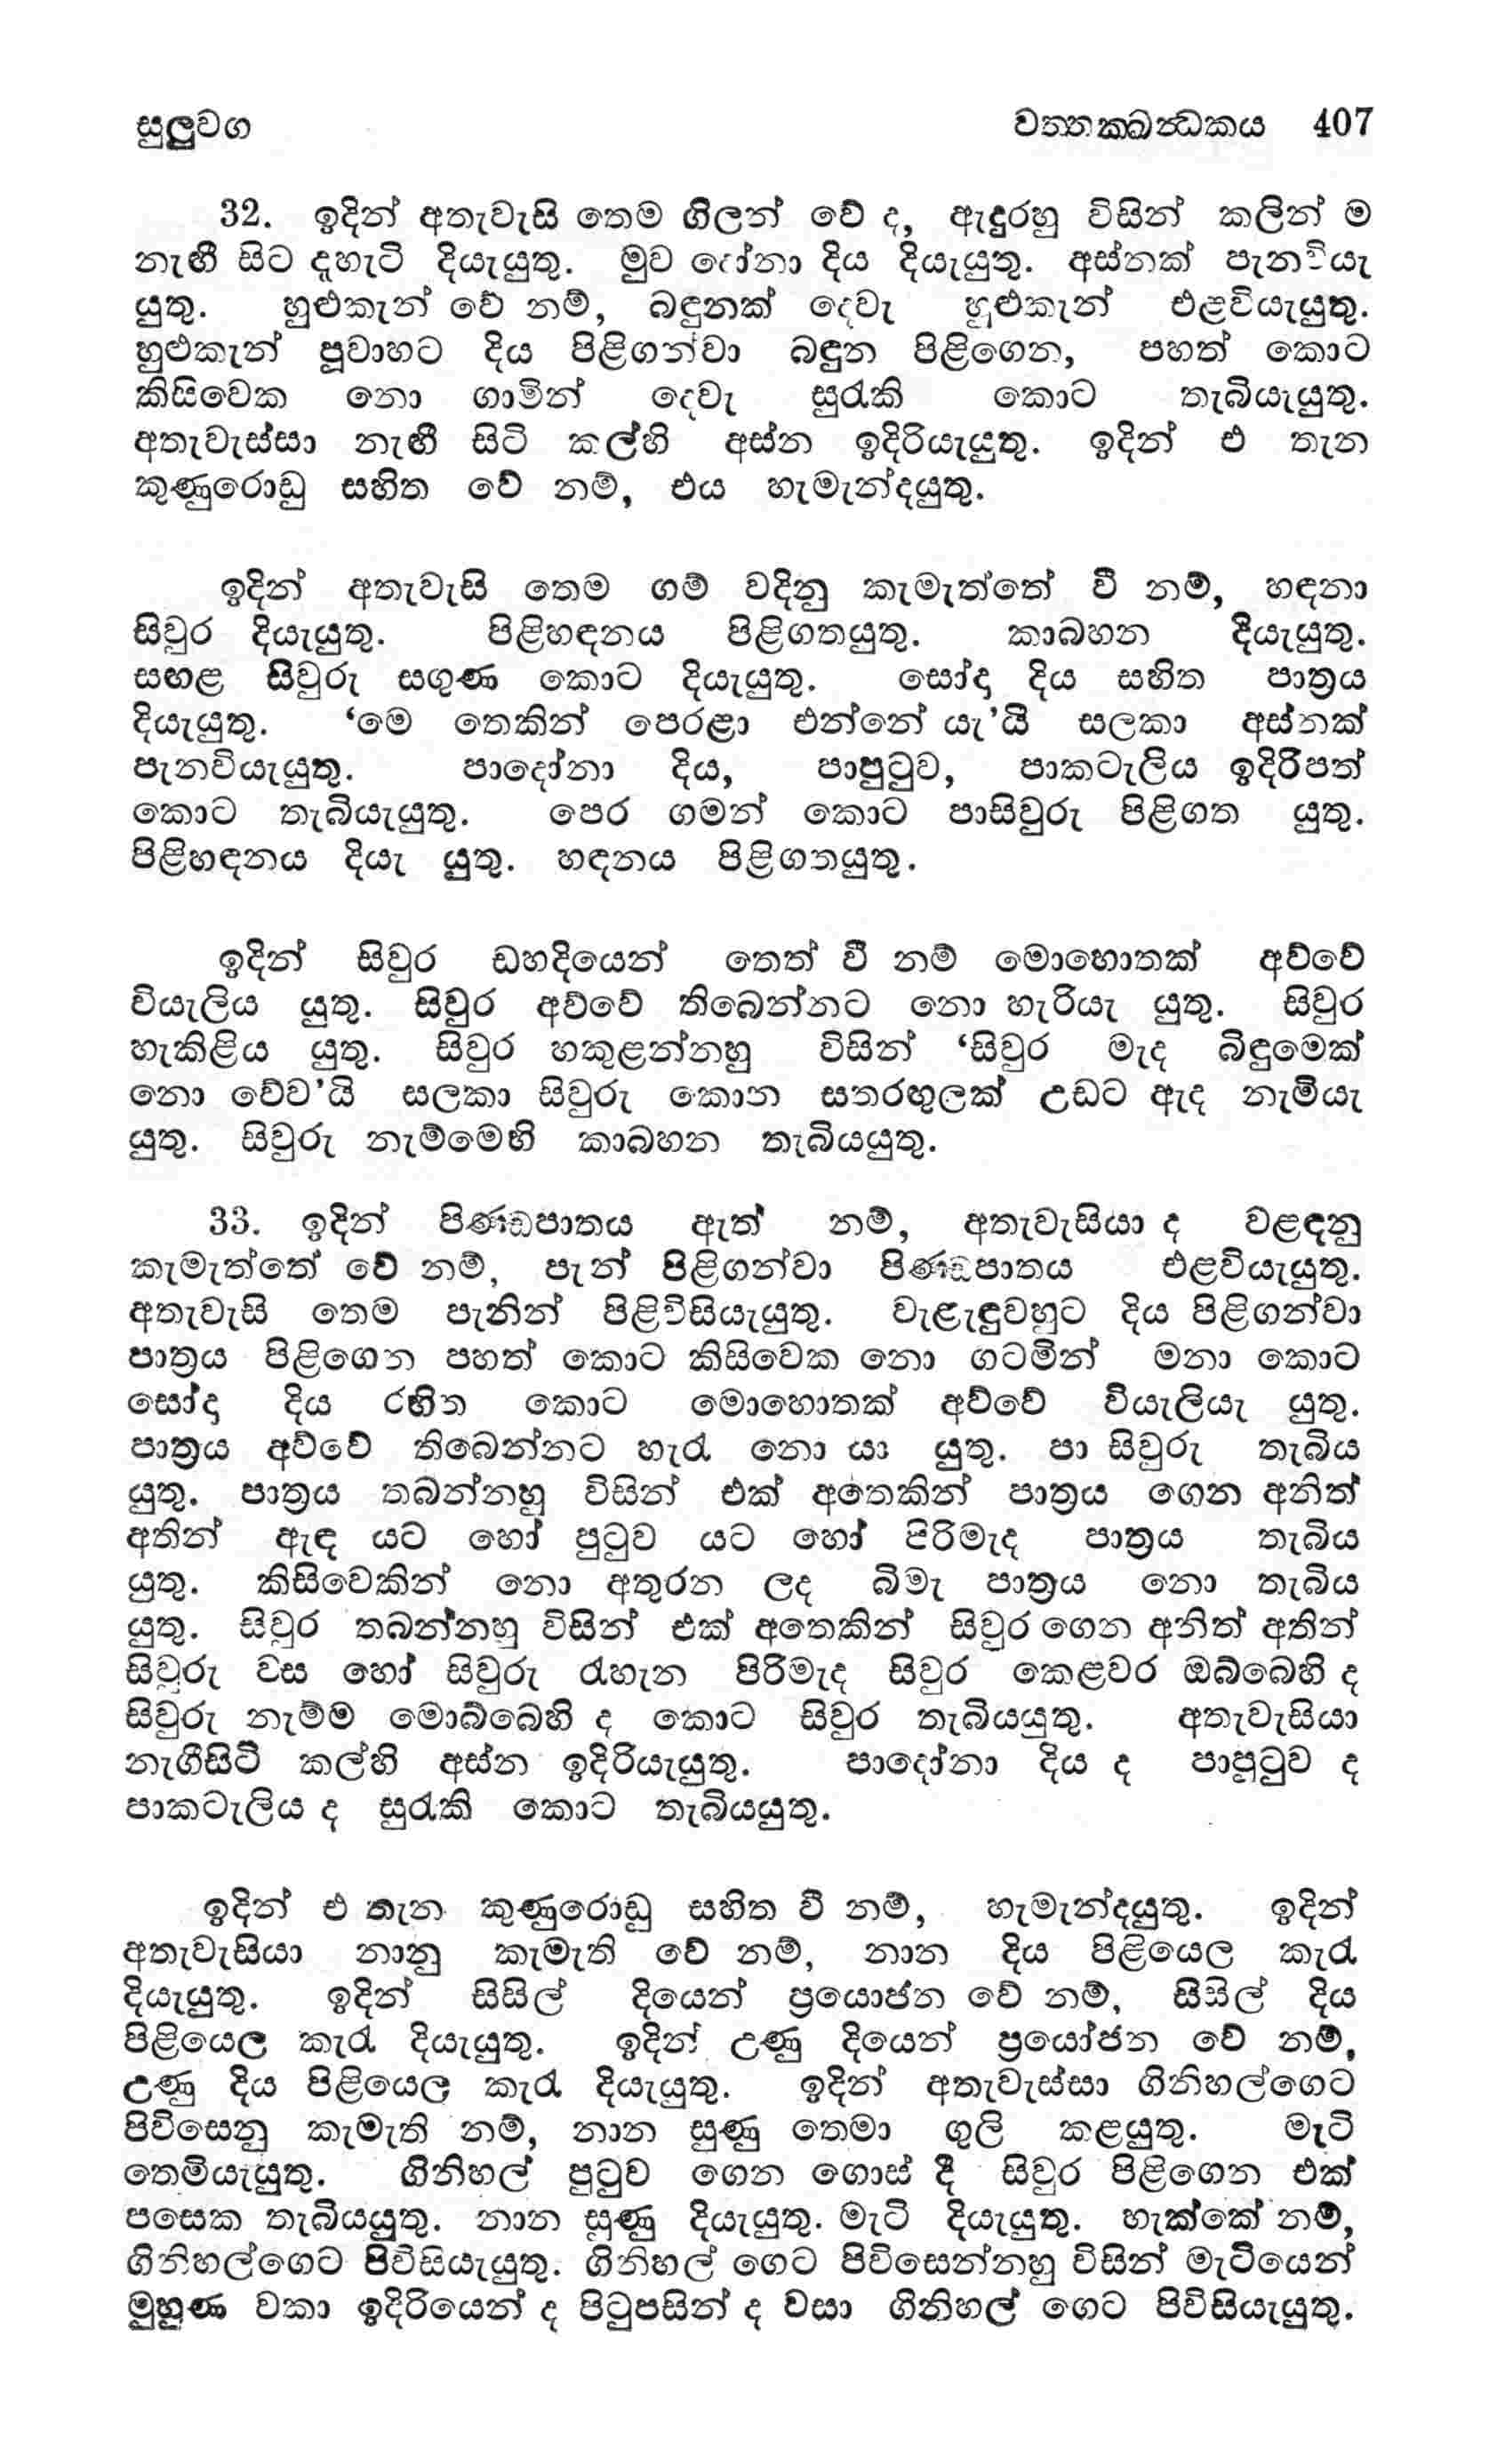 සුලුවග වත්තක්ඛන්ධකය 407
32. ඉදින් අතැවැසි තෙම ගිලන් වේ ද, ඇදුරහු විසින් කලින් ම
නැඟී සිට දැහැටි දියැයුතු. මුව දෝනා දිය දියැයුතු. අස්නක් පැනවියැ
යුතු. හුළුකැන් වේ නම්, බඳුනක් දෙවැ හුළුකැන් එළවියැයුතු.
හුළුකැන් පූවාහට දිය පිළිගන්වා බඳුන පිළිගෙන, පහත් කොට
කිසිවෙක නො ගාමින් දෙවැ සුරැකි කොට තැබියැයුතු.
අතැවැස්සා නැඟී සිටි කල්හි අස්න ඉදිරියැයුතු. ඉදින් එ තැන
කුණුරොඩු සහිත වේ නම්, එය හැමැන්දයුතු.
ඉදින් අතැවැසි තෙම ගම් වදිනු කැමැත්තේ වී නම්, හඳනා
සිවුර දියැයුතු. පිළිහඳනය පිළිගතයුතු. කාබහන දියැයුතු.
සඟළ සිවුරු සගුණ කොට දියැයුතු. සෝදා දිය සහිත පාත්‍රය
දියැයුතු. ‘මෙ තෙකින් පෙරළා එන්නේ යැ’යි සලකා අස්නක්
පැනවියැයුතු. පාදෝනා දිය, පාපුටුව, පාකටැලිය ඉදිරිපත්
කොට තැබියැයුතු. පෙර ගමන් කොට පාසිවුරු පිළිගත යුතු.
පිළිහඳනය දියැ යුතු. හඳනය පිළිගතයුතු.
ඉදින් සිවුර ඩහදියෙන් තෙත් වී නම් මොහොතක් අව්වේ
වියැලිය යුතු. සිවුර අව්වේ තිබෙන්නට නො හැරියැ යුතු. සිවුර
හැකිළිය යුතු. සිවුර හකුළන්නහු විසින් ‘සිවුර මැද බිඳුමෙක්
නො වේව’යි සලකා සිවුරු කොන සතරඟුලක් උඩට ඇද නැමියැ
යුතු. සිවුරු නැම්මෙහි කාබහන තැබියයුතු.
33. ඉදින් පිණ්ඩපාතය ඇත් නම්, අතැවැසියා ද වළඳනු
කැමැත්තේ වේ නම්, පැන් පිළිගන්වා පිණ්ඩපාතය එළවියැයුතු.
අතැවැසි තෙම පැනින් පිළිවිසියැයුතු. වැළැඳුවහුට දිය පිළිගන්වා
පාත්‍රය පිළිගෙන පහත් කොට කිසිවෙක නො ගටමින් මනා කොට
සෝදා දිය රහිත කොට මොහොතක් අව්වේ වියැලියැ යුතු.
පාත්‍රය අව්වේ තිබෙන්නට හැරැ නො යා යුතු. පා සිවුරු තැබිය
යුතු. පාත්‍රය තබන්නහු විසින් එක් අතෙකින් පාත්‍රය ගෙන අනිත්
අතින් ඇඳ යට හෝ පුටුව යට හෝ පිරිමැද පාත්‍රය තැබිය
යුතු. කිසිවෙකින් නො අතුරන ලද බිමැ පාත්‍රය නො තැබිය
යුතු. සිවුර තබන්නහු විසින් එක් අතෙකින් සිවුර ගෙන අනිත් අතින්
සිවුරු වස හෝ සිවුරු රැහැන පිරිමැද සිවුර කෙළවර ඔබ්බෙහි ද
සිවුරු නැම්ම මොබ්බෙහි ද කොට සිවුර තැබියයුතු. අතැවැසියා
නැගීසිටි කල්හි අස්න ඉදිරියැයුතු. පාදෝනා දිය ද පාපුටුව ද
පාකටැලිය ද සුරැකි කොට තැබියයුතු.
ඉදින් එ තැන කුණුරොඩු සහිත වී නම්, හැමැන්දයුතු. ඉදින්
අතැවැසියා නානු කැමැති වේ නම්, නාන දිය පිළියෙල කැරැ
දියැයුතු. ඉදින් සිසිල් දියෙන් ප්‍රයොජන වේ නම්, සිසිල් දිය
පිළියෙල කැරැ දියැයුතු. ඉදින් උණු දියෙන් ප්‍රයෝජන වේ නම්,
උණු දිය පිළියෙල කැරැ දියැයුතු. ඉදින් අතැවැස්සා ගිනිහල්ගෙට
පිවිසෙනු කැමැති නම්, නාන සුණු තෙමා ගුලි කළයුතු. මැටි
තෙමියැයුතු. ගිනිහල් පුටුව ගෙන ගොස් දී සිවුර පිළිගෙන එක්
පසෙක තැබියයුතු. නාන සුණු දියැයුතු. මැටි දියැයුතු. හැක්කේ නම්,
ගිනිහල්ගෙට පිවිසියැයුතු. ගිනිහල් ගෙට පිවිසෙන්නහු විසින් මැටියෙන්
මුහුණ වකා ඉදිරියෙන් ද පිටුපසින් ද වසා ගිනිහල් ගෙට පිවිසියැයුතු.